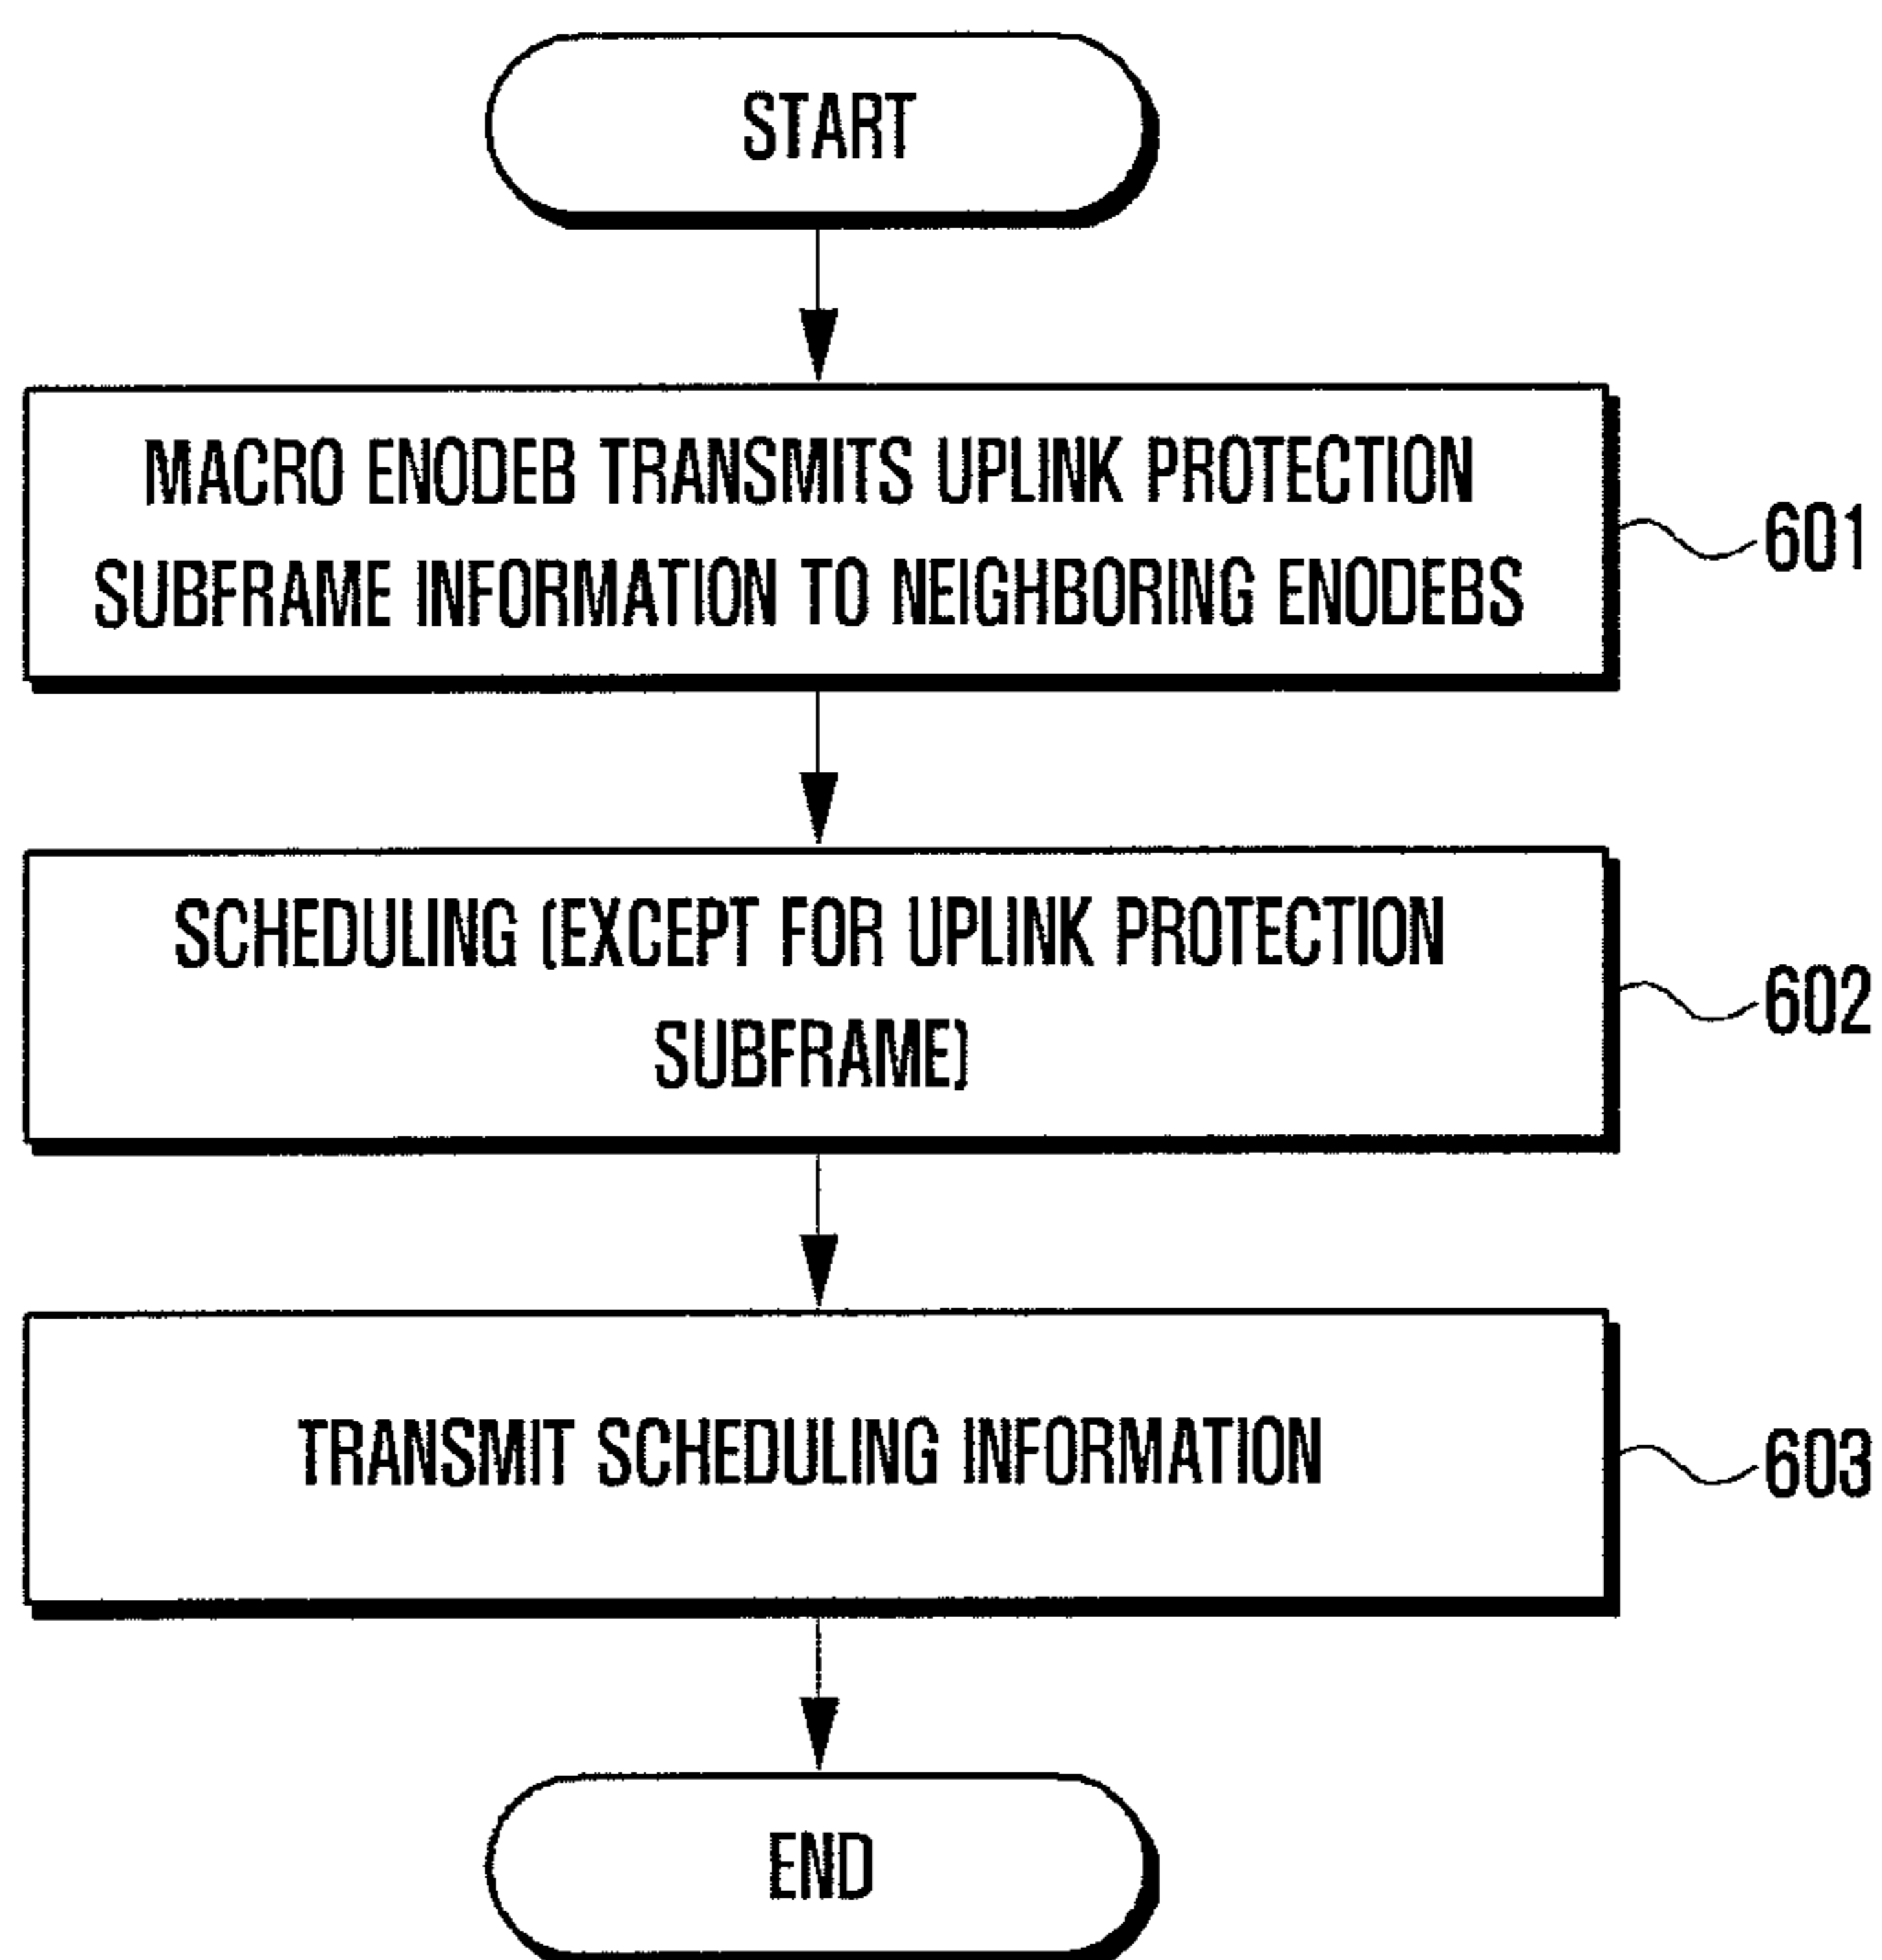 START
MACRO ENODEB TRANSMITS UPLINK PROTECTION
SUBFRAME INFORMATION TO NEIGHBORING ENODEBS
601
SCHEDULING (EXCEPT FOR UPLINK PROTECTION
SUBFRAME)
602
TRANSMIT SCHEDULING INFORMATION
603
END